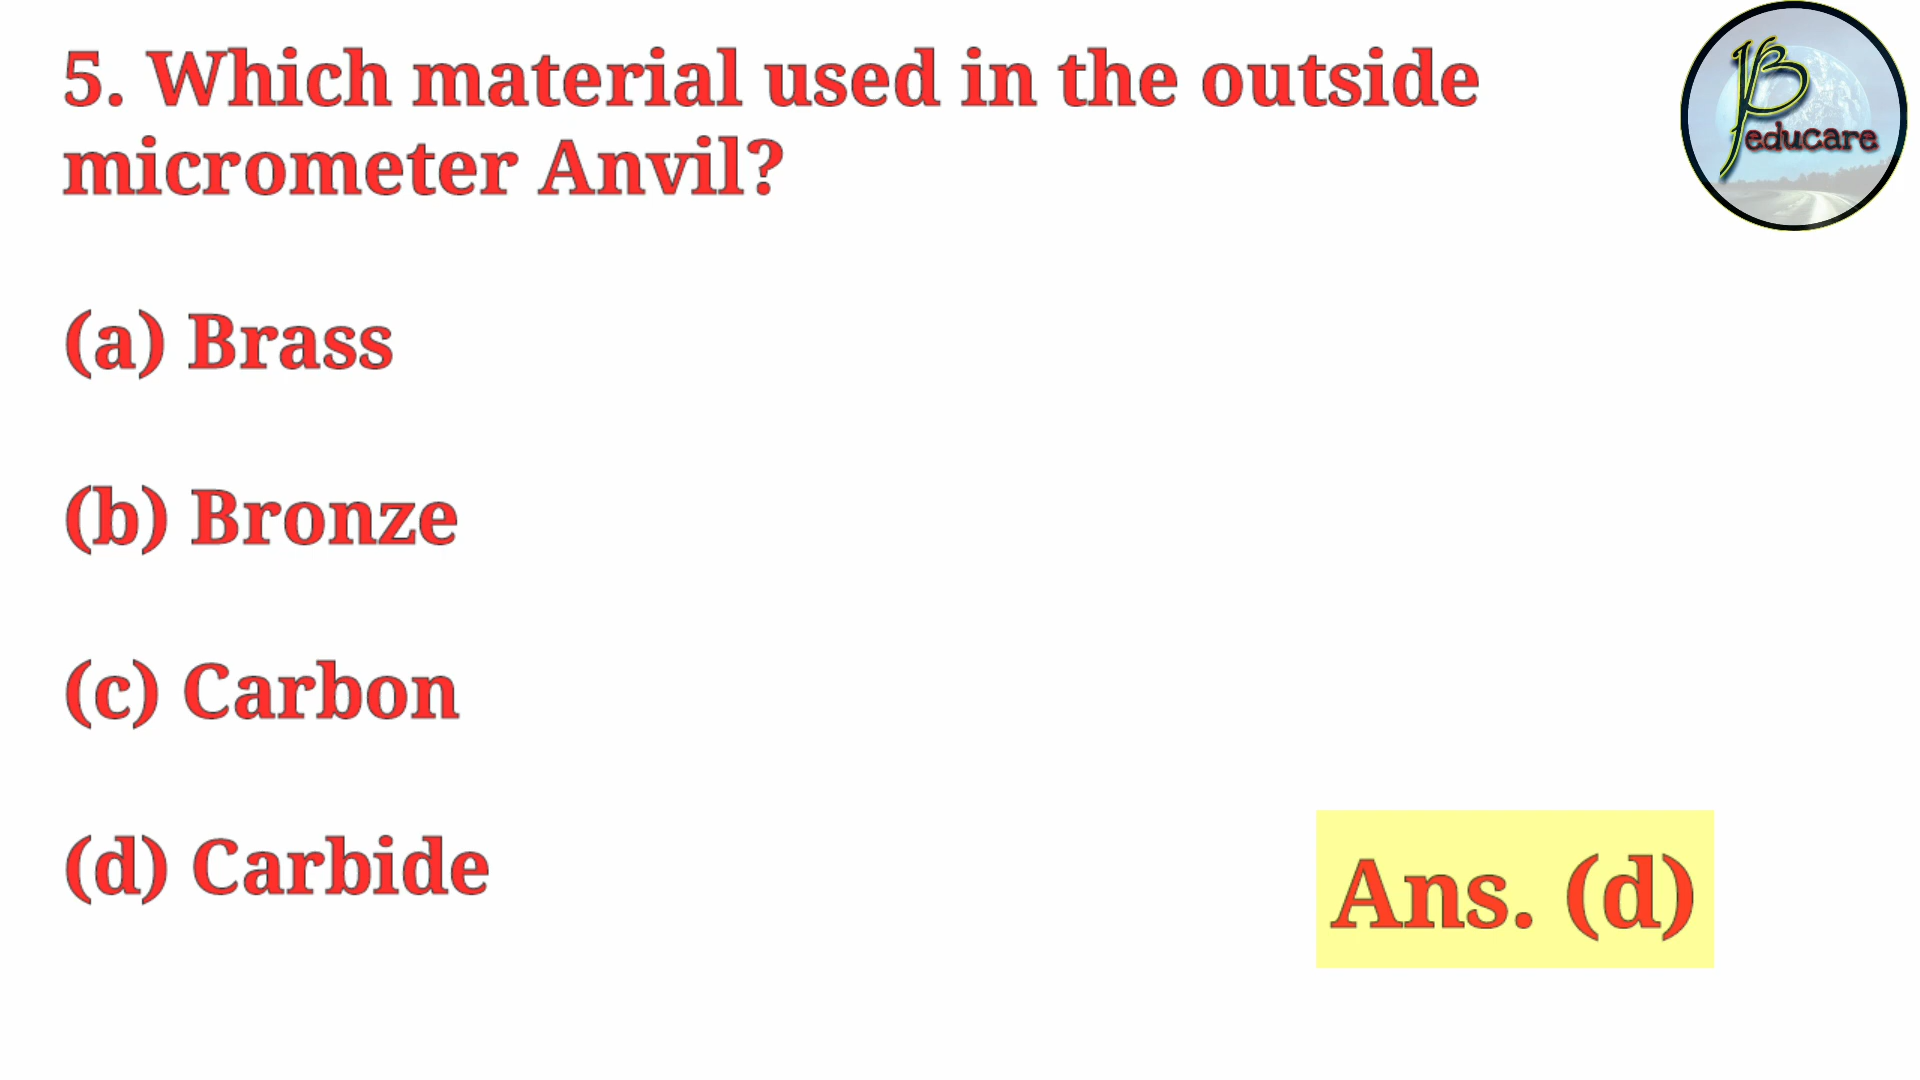 5. Which material used in the outside
micrometer Anvil?
(a) Brass
(b) Bronze
(c) Carbon
(d) Carbide
Ans. (d)
educare